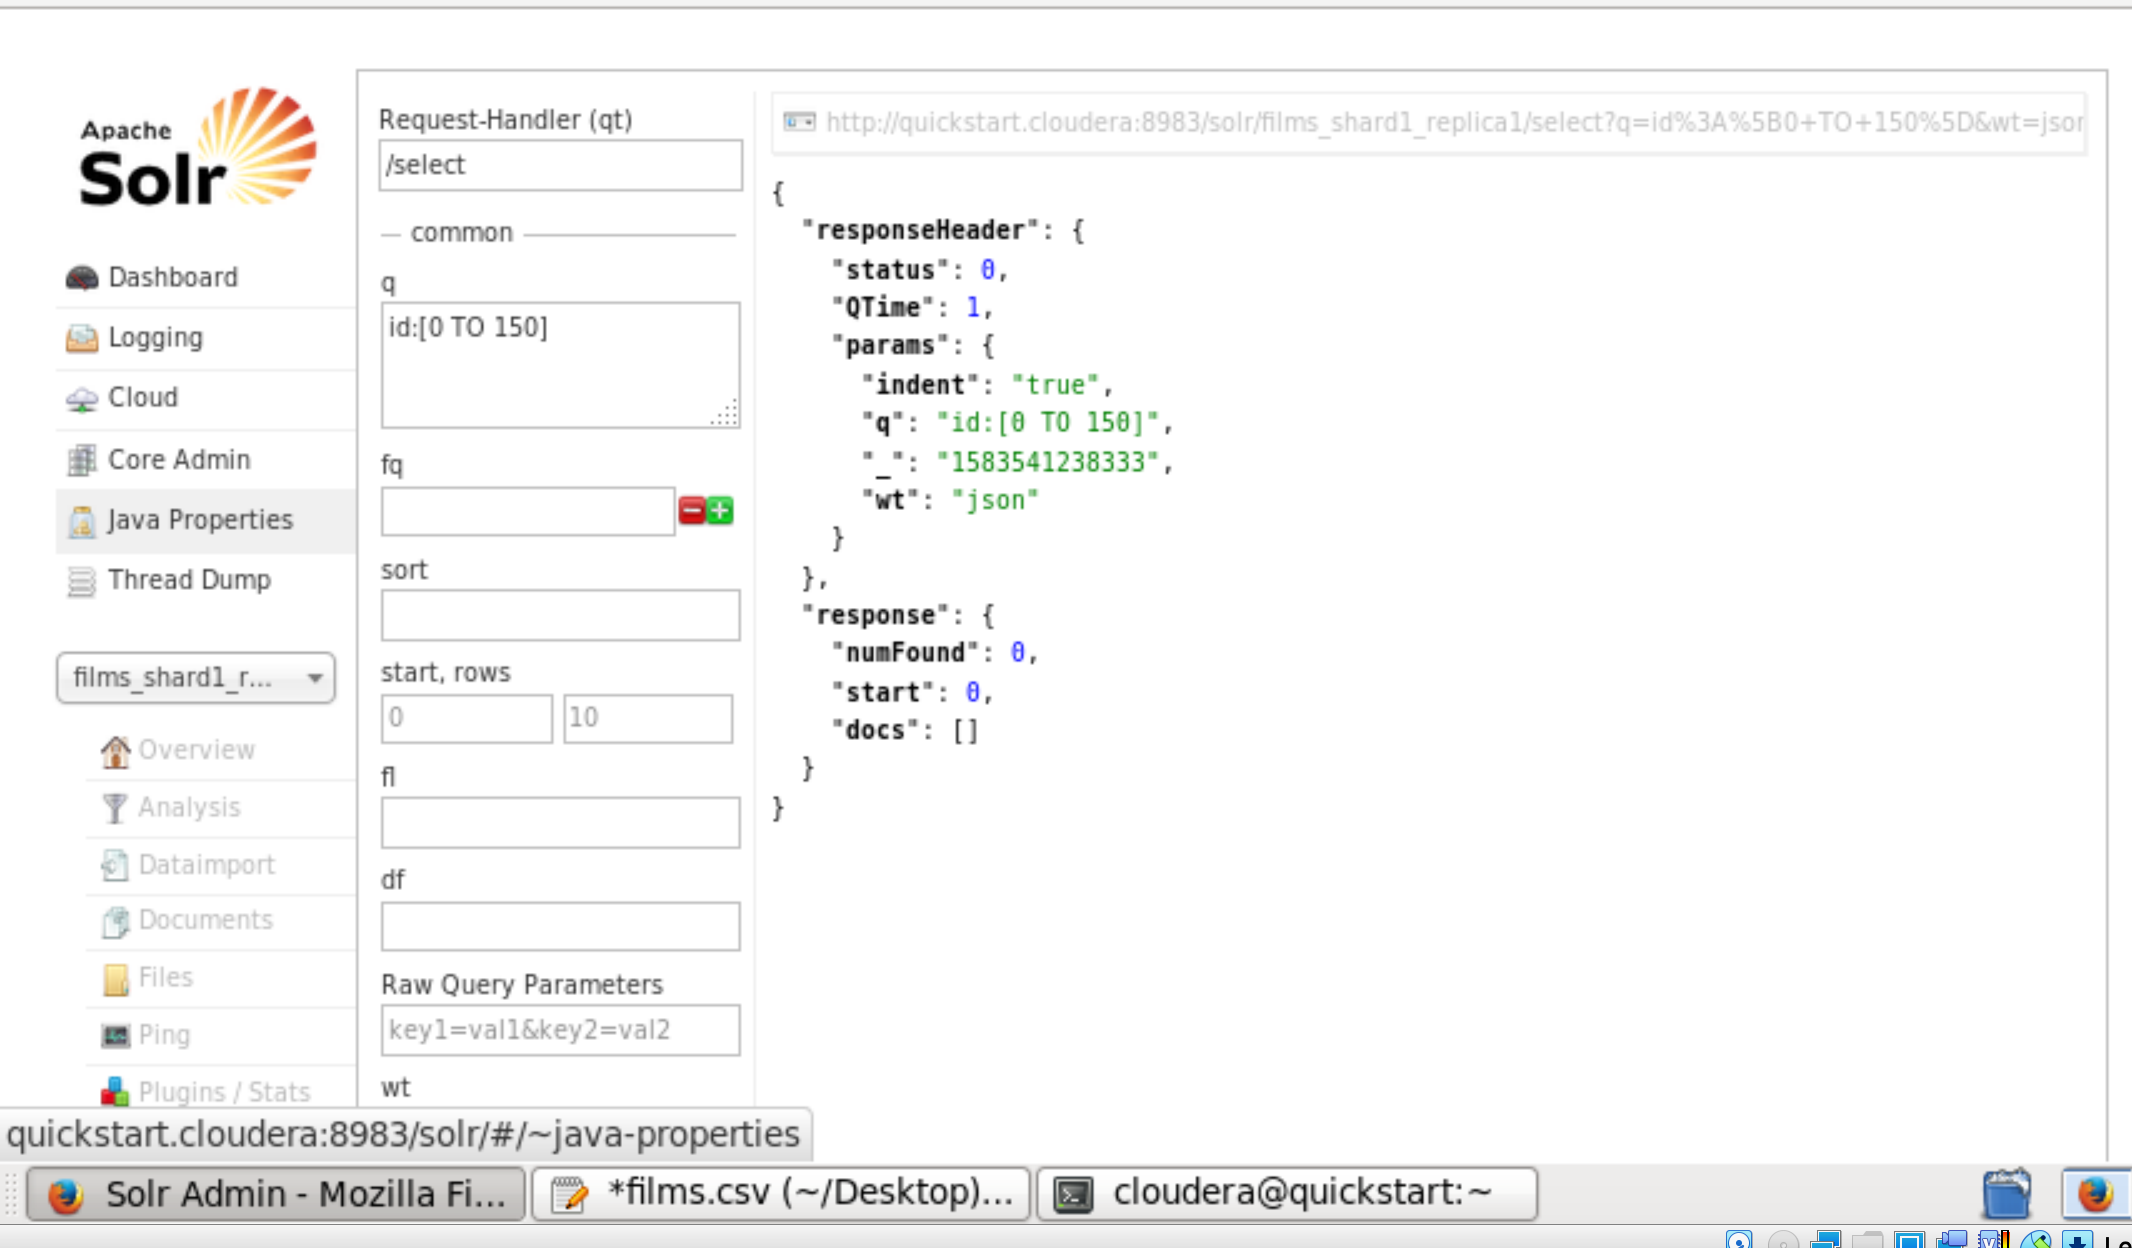 Apache
Solr
Dashboard
Logging
Cloud
Core Admin
Java Properties
Thread Dump
films_shard1_r...
Overview
Analysis
Dataimport
Documents
Files
Ping
Plugins / Stats
Request-Handler (qt)
/select
common
q
id:[0 TO 150]
fq
sort
start, rows
0 10
fl
df
Raw Query Parameters
key1=val1&key2=val2
wt
http://quickstart.cloudera:8983/solr/films_shard1_replica1/select?q=id%3A%5B0+TO+150%5D&wt=json
{
"responseHeader": {
"status": 0,
"QTime": 1,
"params": {
"indent": "true",
"q": "id:[0 TO 150]",
"_": "1583541238333",
"wt": "json"
}
},
"response": {
"numFound": 0,
"start": 0,
"docs": []
}
}
quickstart.cloudera:8983/solr/#/~java-properties
Solr Admin - Mozilla Fi...
*films.csv (~/Desktop)...
cloudera@quickstart:~